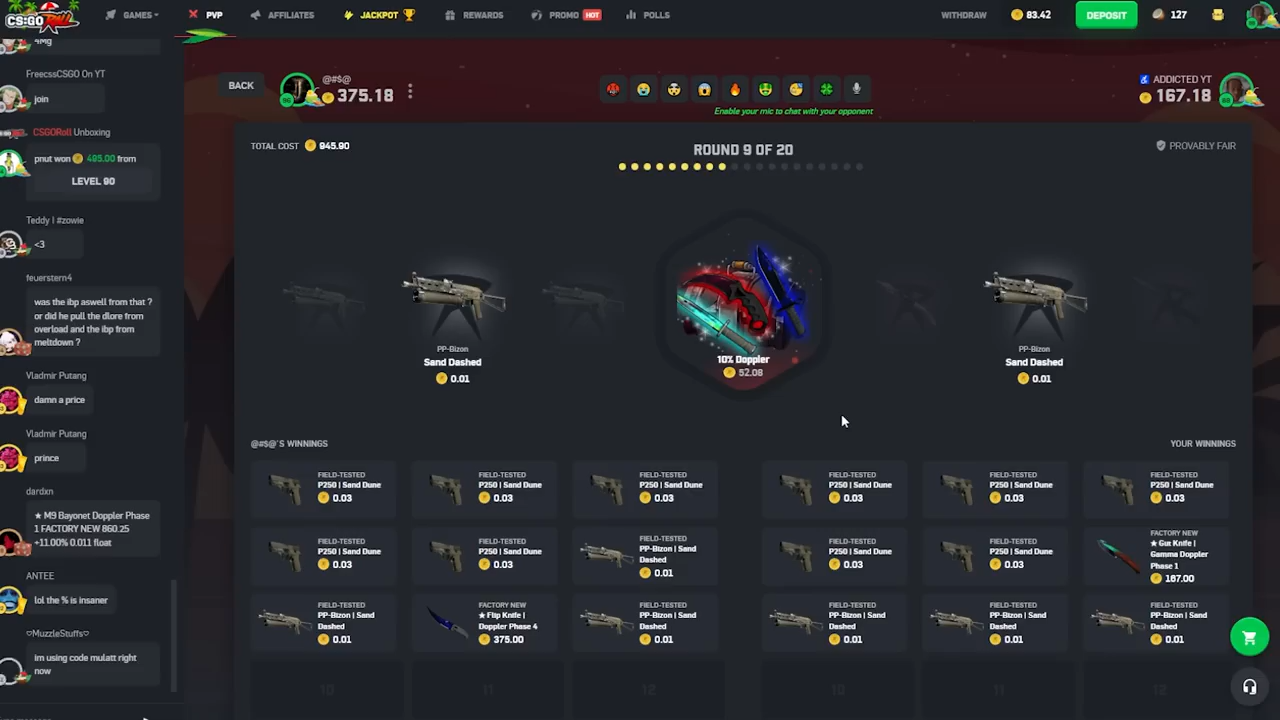 CS:GO ROLL
GAMES
PVP
AFFILIATES
JACKPOT
REWARDS
PROMO HOT
POLLS
WITHDRAW
83.42
DEPOSIT
127
4Mg
FreecssCSGO On YT
join
CSGORoll Unboxing
pnut won 495.00 from
LEVEL 90
Teddy | #zowie
<3
feuerstern4
was the ibp aswell from that ?
or did he pull the dlore from
overload and the ibp from
meltdown ?
Vladmir Putang
damn a price
Vladmir Putang
prince
dardxn
★ M9 Bayonet Doppler Phase
1 FACTORY NEW 860.25
+11.00% 0.011 float
ANTEE
lol the % is insaner
♡MuzzleStuffs♡
im using code mulatt right
now
BACK
@#$@
375.18
Enable your mic to chat with your opponent
ADDICTED YT
167.18
TOTAL COST 945.90
ROUND 9 OF 20
PROVABLY FAIR
PP-Bizon
Sand Dashed
0.01
10% Doppler
52.08
PP-Bizon
Sand Dashed
0.01
@#$@'S WINNINGS
YOUR WINNINGS
FIELD-TESTED
P250 | Sand Dune
0.03
FIELD-TESTED
P250 | Sand Dune
0.03
FIELD-TESTED
P250 | Sand Dune
0.03
FIELD-TESTED
P250 | Sand Dune
0.03
FIELD-TESTED
P250 | Sand Dune
0.03
FIELD-TESTED
P250 | Sand Dune
0.03
FIELD-TESTED
P250 | Sand Dune
0.03
FIELD-TESTED
P250 | Sand Dune
0.03
FIELD-TESTED
PP-Bizon | Sand
Dashed
0.01
FIELD-TESTED
P250 | Sand Dune
0.03
FIELD-TESTED
P250 | Sand Dune
0.03
FACTORY NEW
★ Gut Knife |
Gamma Doppler
Phase 1
167.00
FIELD-TESTED
PP-Bizon | Sand
Dashed
0.01
FACTORY NEW
★ Flip Knife |
Doppler Phase 4
375.00
FIELD-TESTED
PP-Bizon | Sand
Dashed
0.01
FIELD-TESTED
PP-Bizon | Sand
Dashed
0.01
FIELD-TESTED
PP-Bizon | Sand
Dashed
0.01
FIELD-TESTED
PP-Bizon | Sand
Dashed
0.01
10
11
12
10
11
12